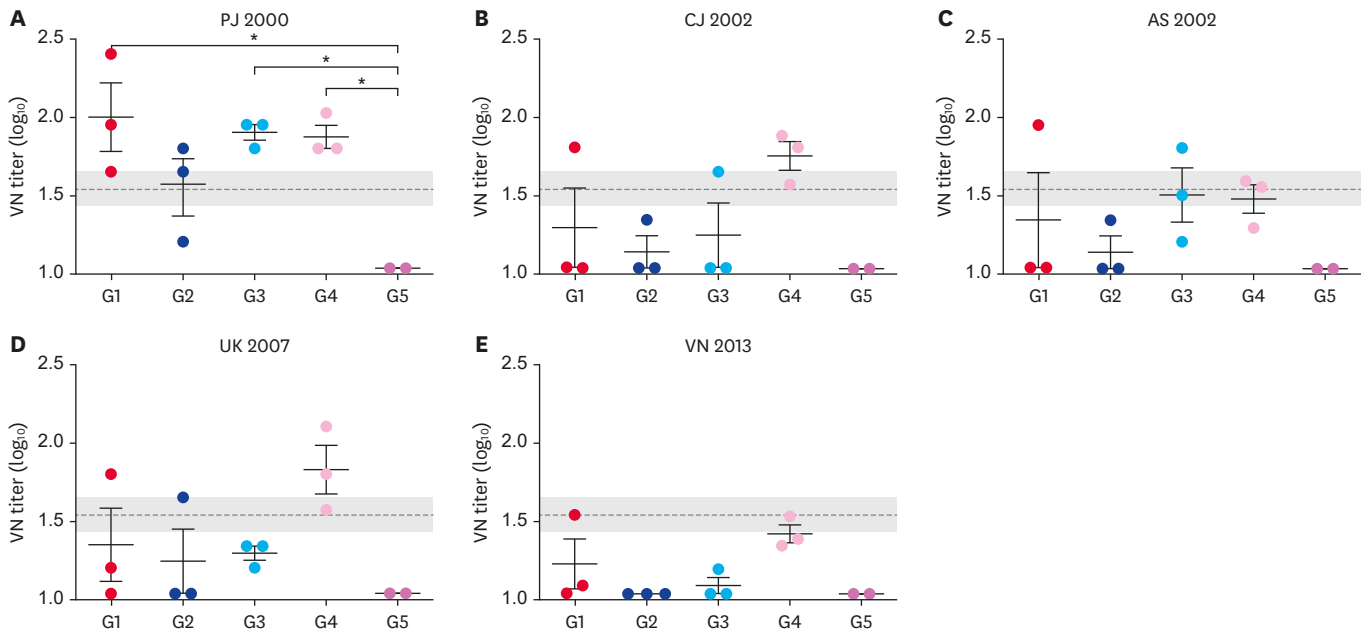 A
PJ 2000
VN titer (log₁₀)
2.5
2.0
1.5
1.0
*
*
*
G1 G2 G3 G4 G5
B
CJ 2002
VN titer (log₁₀)
2.5
2.0
1.5
1.0
G1 G2 G3 G4 G5
C
AS 2002
VN titer (log₁₀)
2.5
2.0
1.5
1.0
G1 G2 G3 G4 G5
D
UK 2007
VN titer (log₁₀)
2.5
2.0
1.5
1.0
G1 G2 G3 G4 G5
E
VN 2013
VN titer (log₁₀)
2.5
2.0
1.5
1.0
G1 G2 G3 G4 G5